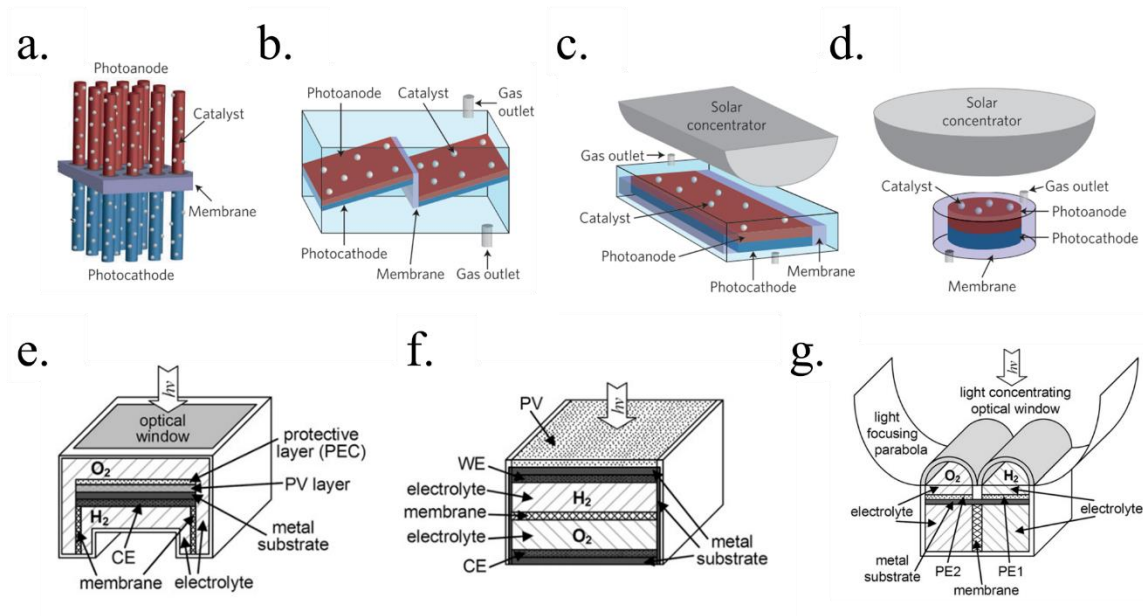 a.
Photoanode
Catalyst
Membrane
Photocathode
b.
Photoanode
Catalyst
Gas
outlet
Photocathode
Membrane
Gas outlet
c.
Solar
concentrator
Gas outlet
Catalyst
Photoanode
Membrane
Photocathode
d.
Solar
concentrator
Catalyst
Gas outlet
Photoanode
Photocathode
Membrane
e.
hν
optical
window
protective
layer (PEC)
O2
PV layer
H2
metal
substrate
CE
membrane
electrolyte
f.
hν
PV
WE
electrolyte
H2
membrane
electrolyte
O2
metal
substrate
CE
g.
hν
light concentrating
optical window
light
focusing
parabola
O2
H2
electrolyte
electrolyte
metal
substrate
PE2
PE1
membrane